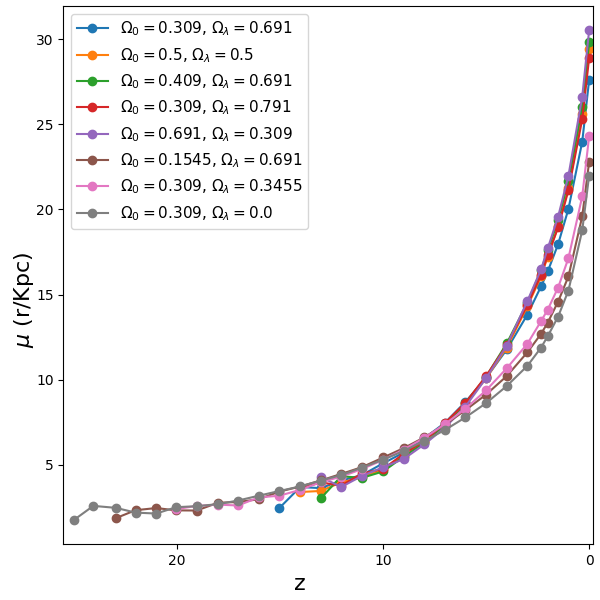 Ω₀ = 0.309, Ω_λ = 0.691
Ω₀ = 0.5, Ω_λ = 0.5
Ω₀ = 0.409, Ω_λ = 0.691
Ω₀ = 0.309, Ω_λ = 0.791
Ω₀ = 0.691, Ω_λ = 0.309
Ω₀ = 0.1545, Ω_λ = 0.691
Ω₀ = 0.309, Ω_λ = 0.3455
Ω₀ = 0.309, Ω_λ = 0.0
30
25
20
15
10
5
μ (r/Kpc)
20
10
0
z